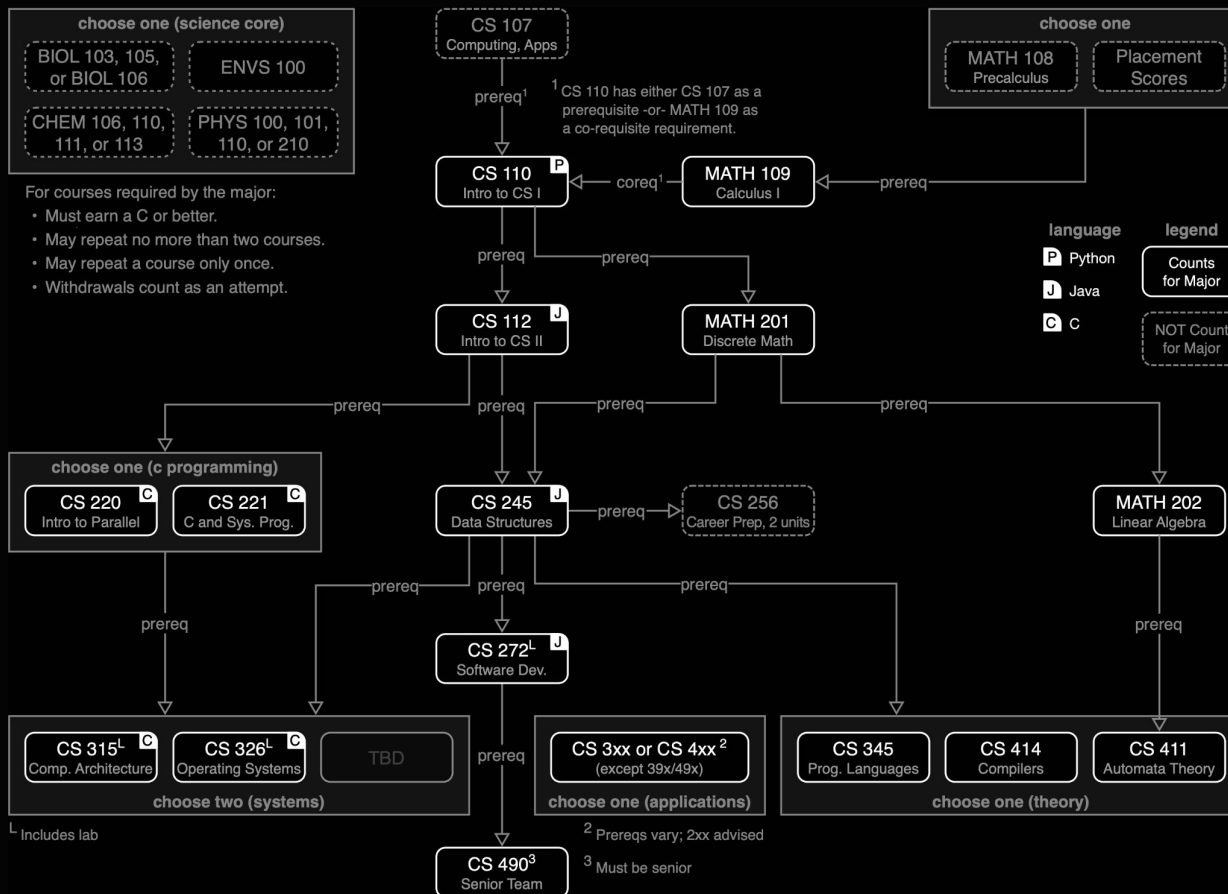 choose one (science core)
BIOL 103, 105,
or BIOL 106
ENVS 100
CHEM 106, 110,
111, or 113
PHYS 100, 101,
110, or 210
For courses required by the major:
• Must earn a C or better.
• May repeat no more than two courses.
• May repeat a course only once.
• Withdrawals count as an attempt.
CS 107
Computing, Apps
prereq¹
¹ CS 110 has either CS 107 as a
prerequisite -or- MATH 109 as
a co-requisite requirement.
choose one
MATH 108
Precalculus
Placement
Scores
prereq
MATH 109
Calculus I
coreq¹
CS 110
P
Intro to CS I
prereq
prereq
language
P Python
J Java
C C
legend
Counts
for Major
NOT Count
for Major
CS 112
J
Intro to CS II
MATH 201
Discrete Math
prereq
prereq
prereq
prereq
choose one (c programming)
CS 220
C
Intro to Parallel
CS 221
C
C and Sys. Prog.
CS 245
J
Data Structures
prereq
CS 256
Career Prep, 2 units
MATH 202
Linear Algebra
prereq
prereq
prereq
prereq
prereq
CS 272ᴸ
J
Software Dev.
prereq
CS 315ᴸ
C
Comp. Architecture
CS 326ᴸ
C
Operating Systems
TBD
choose two (systems)
ᴸ Includes lab
CS 3xx or CS 4xx ²
(except 39x/49x)
choose one (applications)
² Prereqs vary; 2xx advised
³ Must be senior
CS 345
Prog. Languages
CS 414
Compilers
CS 411
Automata Theory
choose one (theory)
CS 490³
Senior Team